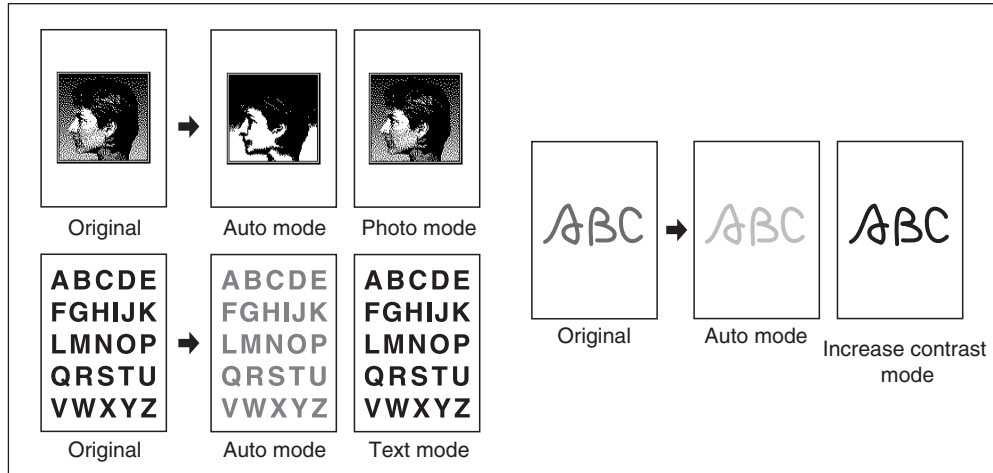 Original
Auto mode
Photo mode
ABCDE
FGHIJK
LMNOP
QRSTU
VWXYZ
Original
ABCDE
FGHIJK
LMNOP
QRSTU
VWXYZ
Auto mode
ABCDE
FGHIJK
LMNOP
QRSTU
VWXYZ
Text mode
ABC
Original
ABC
Auto mode
ABC
Increase contrast
mode